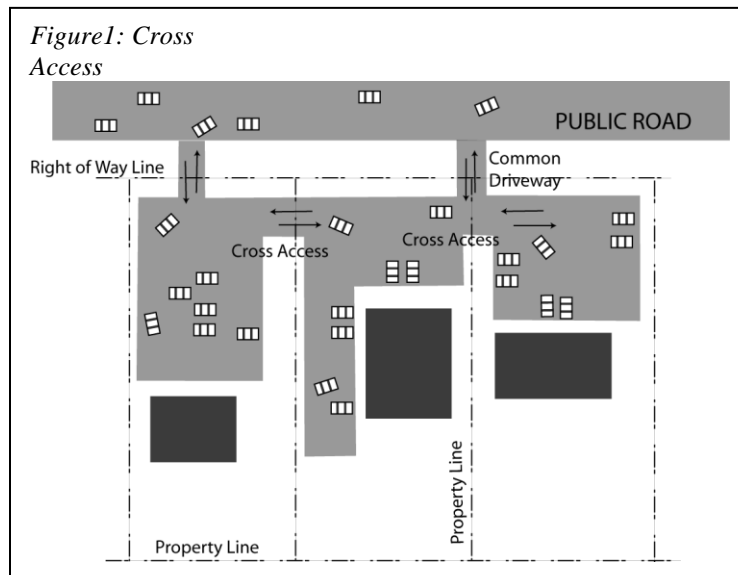 Figure1: Cross
Access
PUBLIC ROAD
Right of Way Line
Common
Driveway
Cross Access
Cross Access
Property Line
Property Line